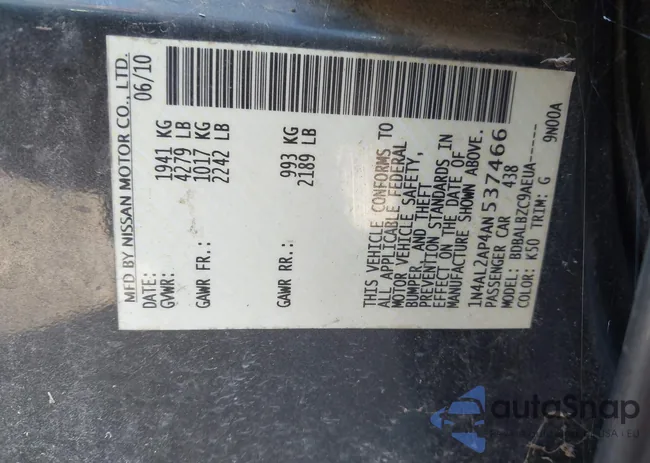 MFD BY NISSAN MOTOR CO., LTD.
DATE: 06/10
GVWR: 1941 KG
4279 LB
GAWR FR.: 1017 KG
2242 LB
GAWR RR.: 993 KG
2189 LB
THIS VEHICLE CONFORMS TO
ALL APPLICABLE FEDERAL
MOTOR VEHICLE SAFETY,
BUMPER, AND THEFT
PREVENTION STANDARDS IN
EFFECT ON THE DATE OF
MANUFACTURE SHOWN ABOVE.
1N4AL2AP4AN537466
PASSENGER CAR 438
MODEL: BDBALBZC9AEUA------
COLOR: K50 TRIM: G 9N00A
autoSnap